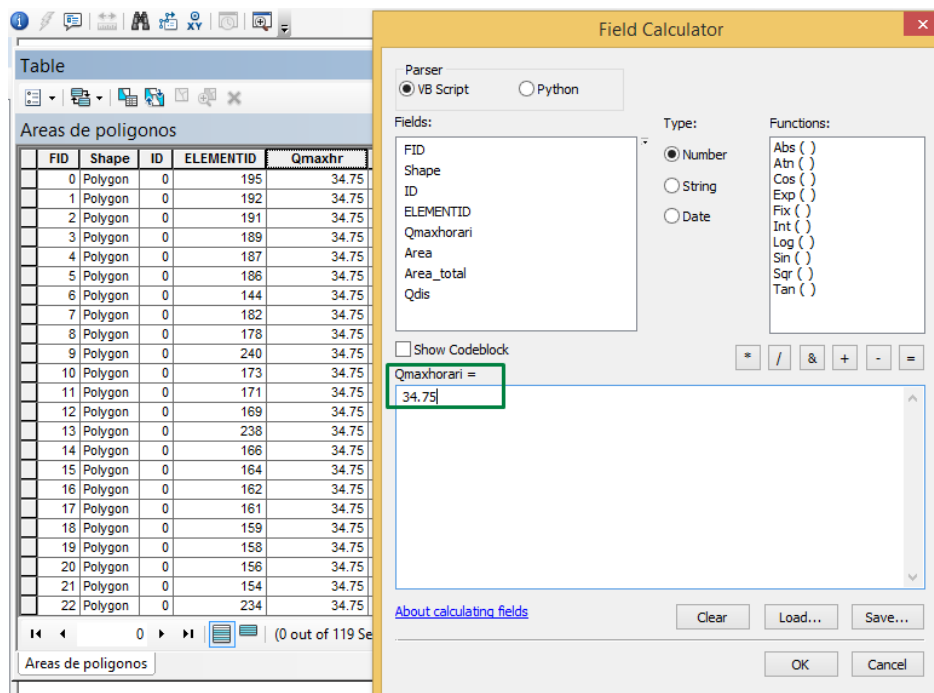 XY
Table
Areas de poligonos
FID Shape ID ELEMENTID Qmaxhr
0 Polygon 0 195 34.75
1 Polygon 0 192 34.75
2 Polygon 0 191 34.75
3 Polygon 0 189 34.75
4 Polygon 0 187 34.75
5 Polygon 0 186 34.75
6 Polygon 0 144 34.75
7 Polygon 0 182 34.75
8 Polygon 0 178 34.75
9 Polygon 0 240 34.75
10 Polygon 0 173 34.75
11 Polygon 0 171 34.75
12 Polygon 0 169 34.75
13 Polygon 0 238 34.75
14 Polygon 0 166 34.75
15 Polygon 0 164 34.75
16 Polygon 0 162 34.75
17 Polygon 0 161 34.75
18 Polygon 0 159 34.75
19 Polygon 0 158 34.75
20 Polygon 0 156 34.75
21 Polygon 0 154 34.75
22 Polygon 0 234 34.75
0 (0 out of 119 Se
Areas de poligonos
Field Calculator
Parser
VB Script Python
Fields:
FID
Shape
ID
ELEMENTID
Qmaxhorari
Area
Area_total
Qdis
Type:
Number
String
Date
Functions:
Abs ( )
Atn ( )
Cos ( )
Exp ( )
Fix ( )
Int ( )
Log ( )
Sin ( )
Sqr ( )
Tan ( )
Show Codeblock
* / & + - =
Qmaxhorari =
34.75
About calculating fields
Clear Load... Save...
OK Cancel